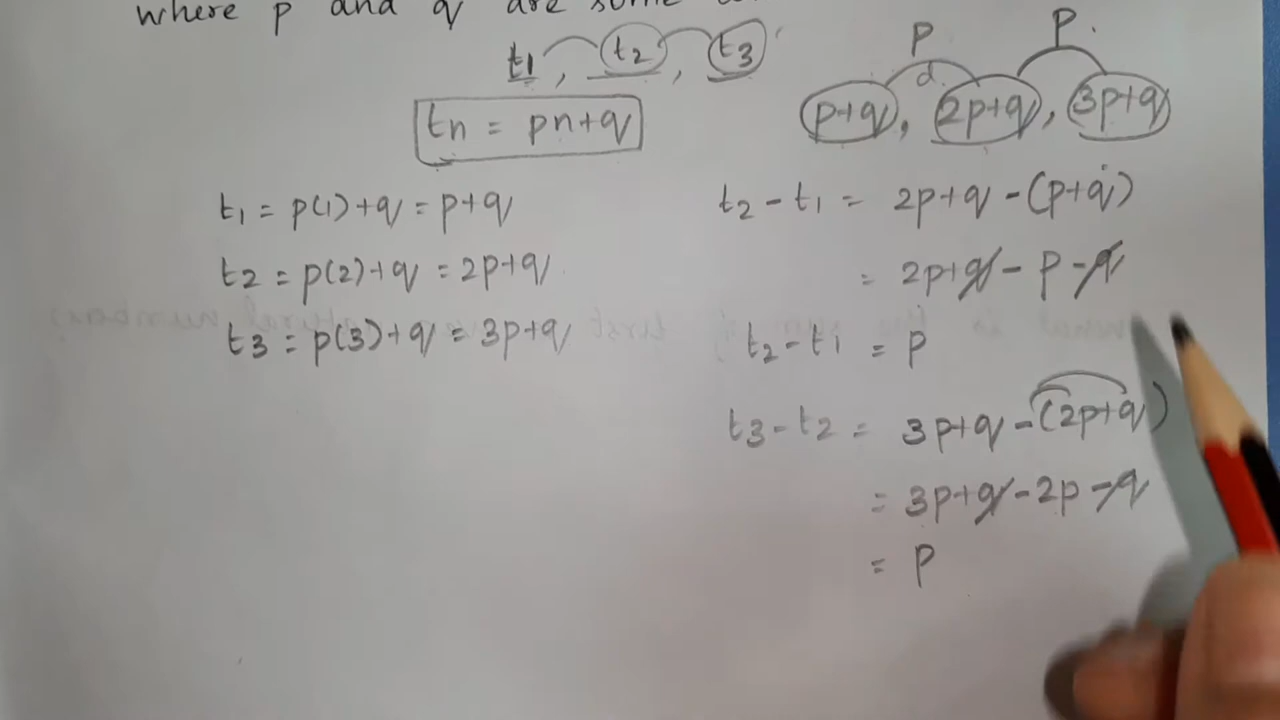 where p and q are some
t1, t2, t3
p p.
d.
p+q, 2p+q, 3p+q
tn = pn+q
t1 = p(1)+q = p+q
t2 = p(2)+q = 2p+q
t3 = p(3)+q = 3p+q
t2 - t1 = 2p+q -(p+q)
= 2p+q - p - q
t2 - t1 = p
t3 - t2 = 3p+q -(2p+q)
= 3p+q - 2p - q
= p